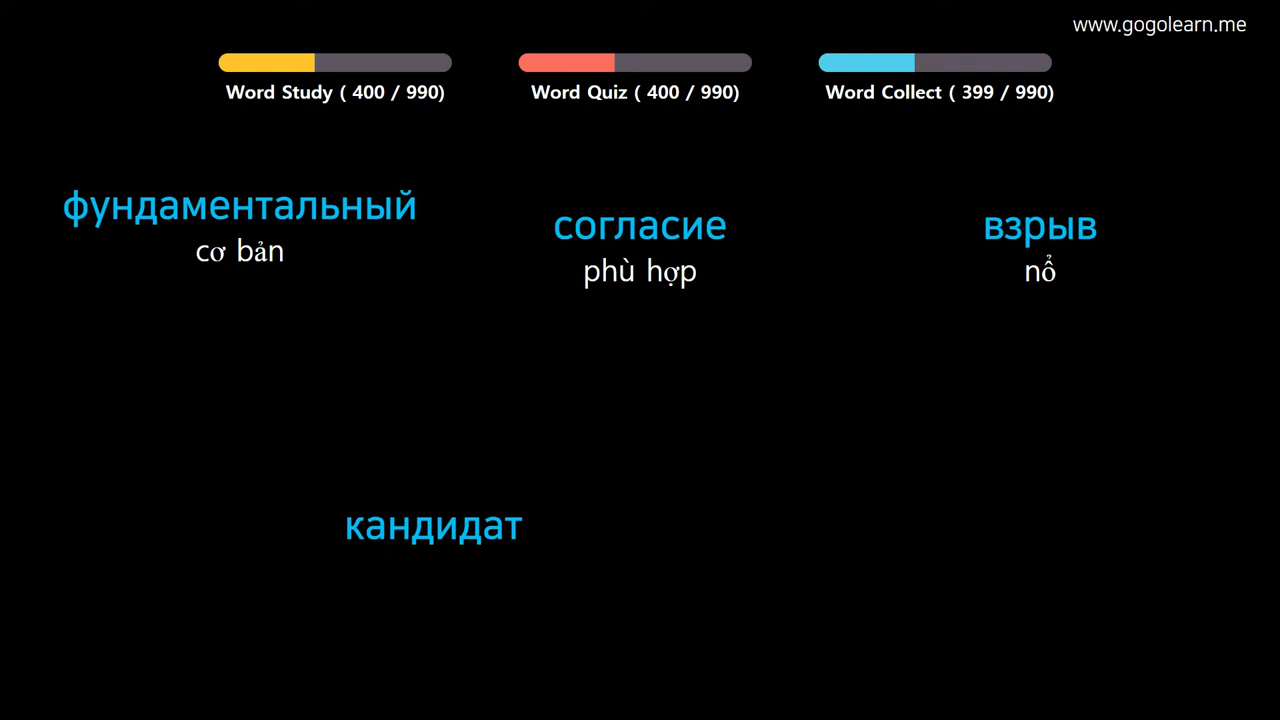 www.gogolearn.me
Word Study ( 400 / 990)
Word Quiz ( 400 / 990)
Word Collect ( 399 / 990)
фундаментальный
cơ bản
согласие
phù hợp
взрыв
nổ
кандидат